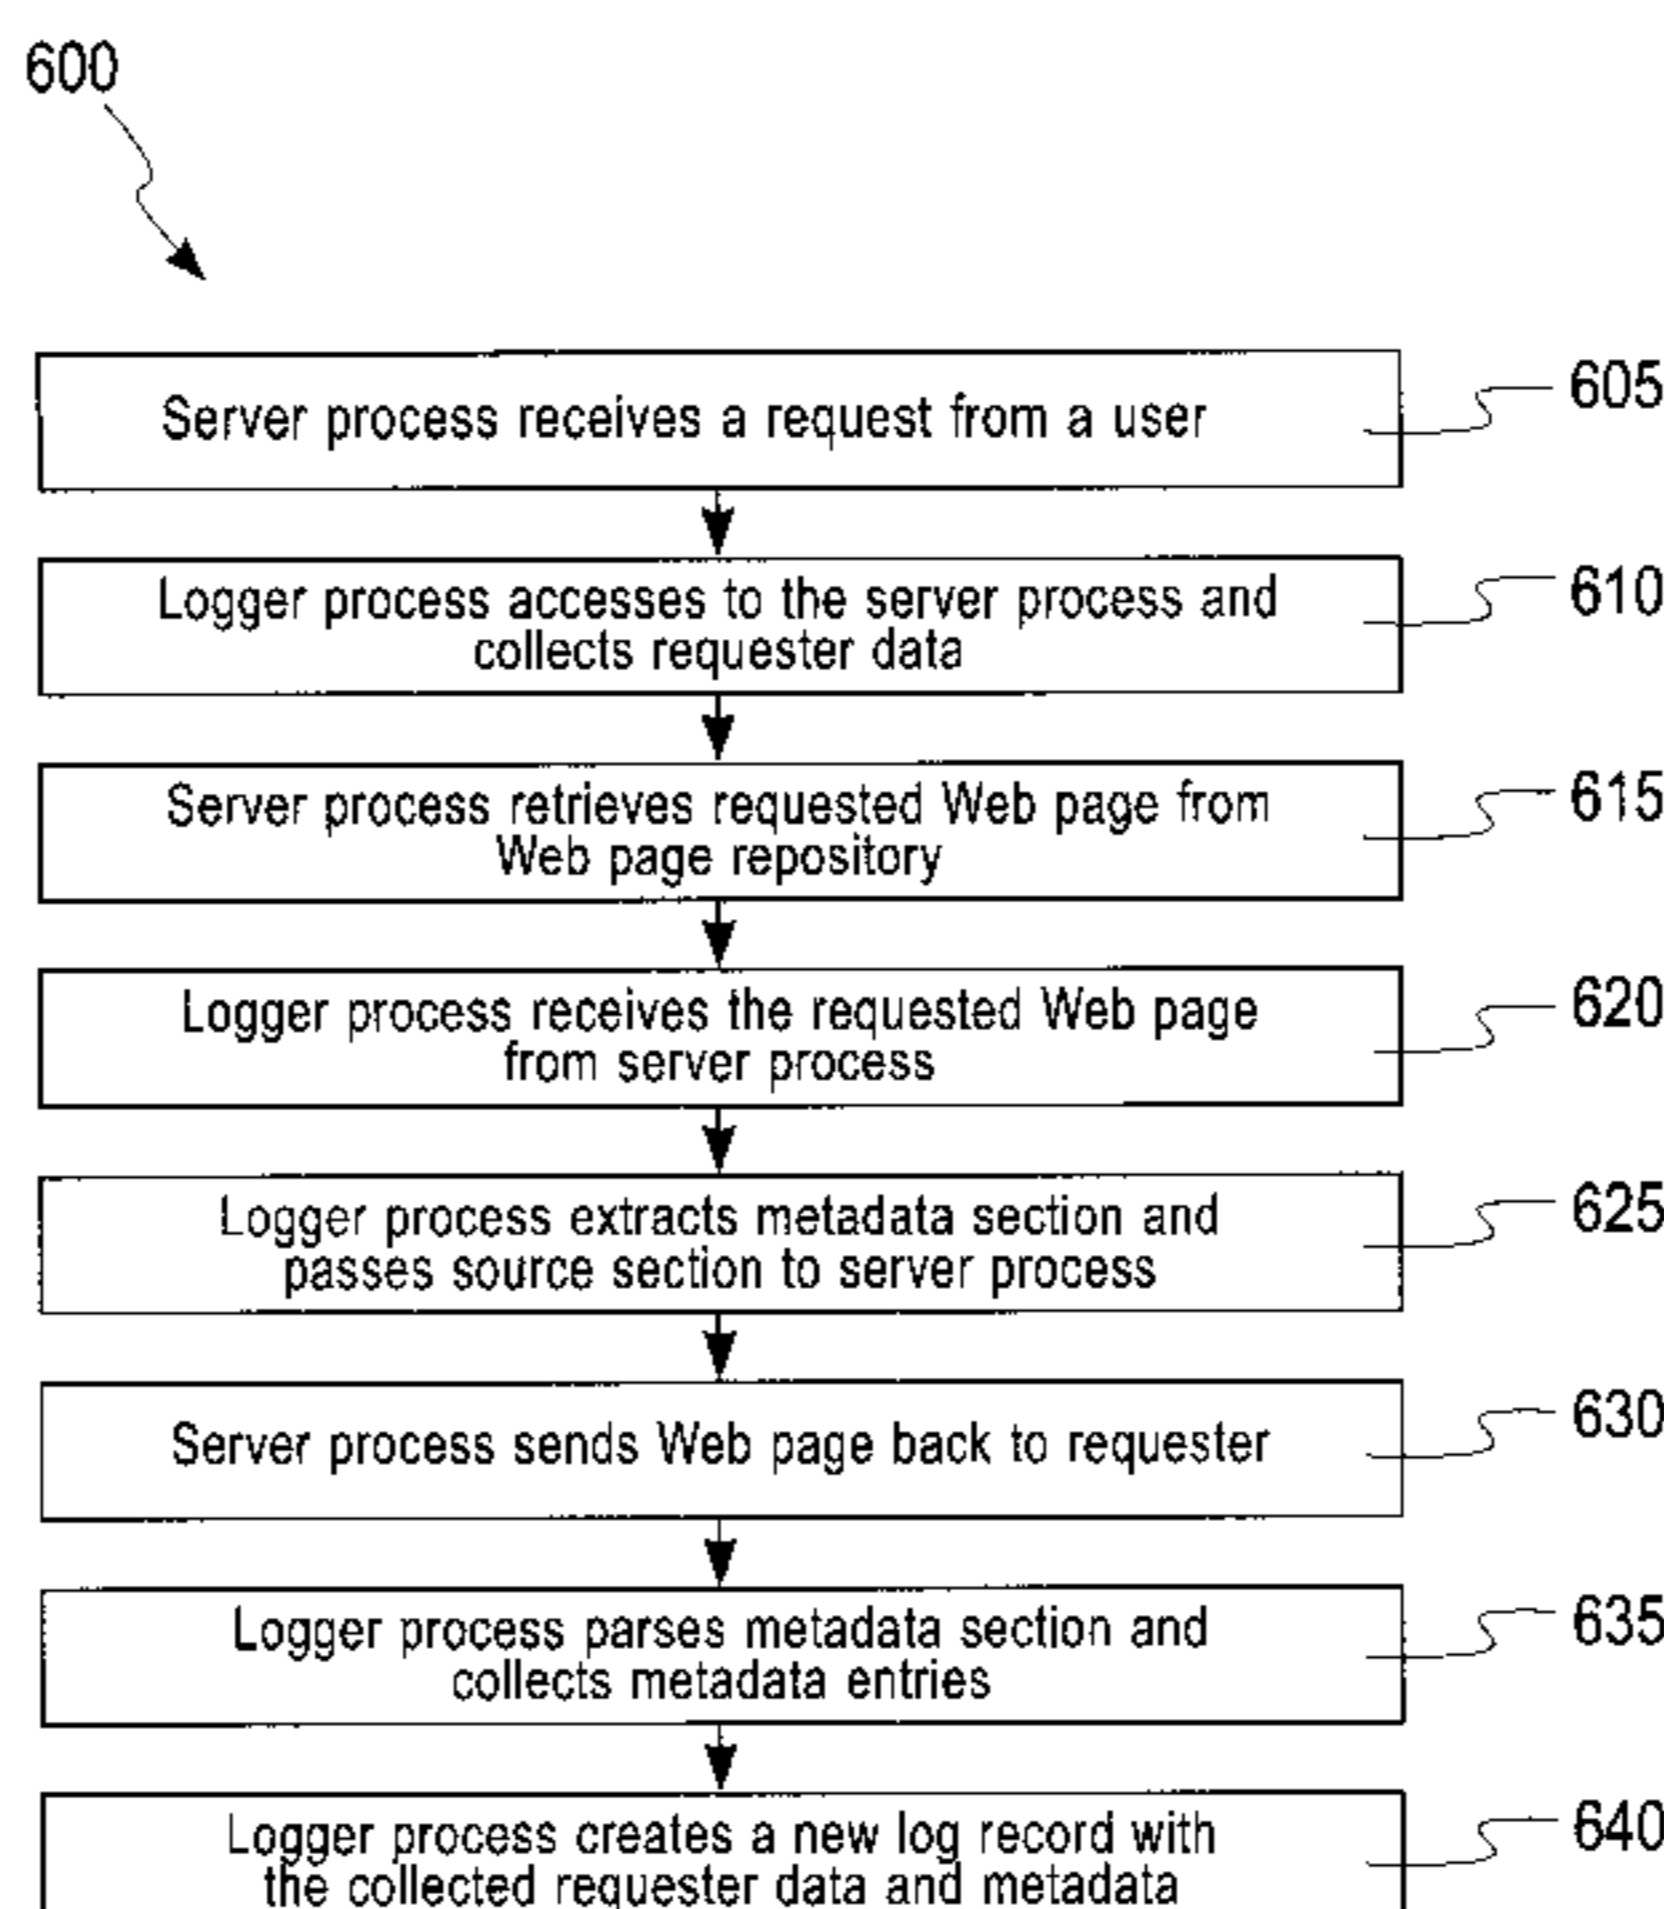 600
Server process receives a request from a user
605
Logger process accesses to the server process and
collects requester data
610
Server process retrieves requested Web page from
Web page repository
615
Logger process receives the requested Web page
from server process
620
Logger process extracts metadata section and
passes source section to server process
625
Server process sends Web page back to requester
630
Logger process parses metadata section and
collects metadata entries
635
Logger process creates a new log record with
the collected requester data and metadata
640